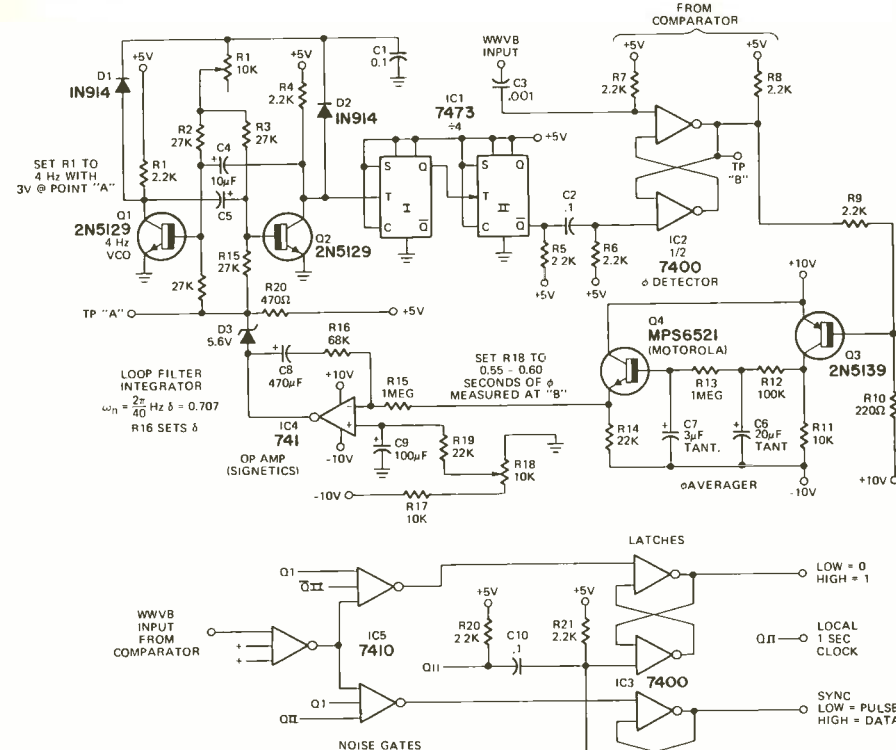 FROM
COMPARATOR
WWVB
INPUT
C3
.001
+5V
R7
2.2K
+5V
R8
2.2K
C1
0.1
D1
1N914
+5V
R1
10K
+5V
R4
2.2K
D2
1N914
IC1
7473
÷4
+5V
R2
27K
R3
27K
SET R1 TO
4 Hz WITH
3V @ POINT "A"
R1
2.2K
C4
+
10µF
+
C5
S Q
T I
C Q̅
S Q
T II
C Q̅
C2
.1
TP
"B"
R9
2.2K
Q1
2N5129
4 Hz
VCO
Q2
2N5129
R5
2.2K
R6
2.2K
+5V
+5V
IC2
1/2
7400
ϕ DETECTOR
27K
R15
27K
R20
470Ω
+5V
TP "A"
+10V
Q4
MPS6521
(MOTOROLA)
Q3
2N5139
D3
5.6V
R16
68K
+
C8
470µF
SET R18 TO
0.55 - 0.60
SECONDS OF ϕ
MEASURED AT "B"
LOOP FILTER
INTEGRATOR
ωn = 2π/40 Hz δ = 0.707
R16 SETS δ
+10V
R15
1MEG
R13
1MEG
R12
100K
R10
220Ω
IC4
741
OP AMP
(SIGNETICS)
-
+
-10V
+
C9
100µF
R19
22K
R18
10K
R14
22K
+
C7
3µF
TANT.
+
C6
20µF
TANT
R11
10K
ϕAVERAGER
-10V
+10V
-10V
R17
10K
LATCHES
Q1
Q̅II
LOW = 0
HIGH = 1
WWVB
INPUT
FROM
COMPARATOR
+
+
IC5
7410
+5V
R20
2.2K
C10
.1
+5V
R21
2.2K
QII
QII
LOCAL
1 SEC
CLOCK
IC3
7400
Q1
QII
SYNC
LOW = PULSE
HIGH = DATA
NOISE GATES